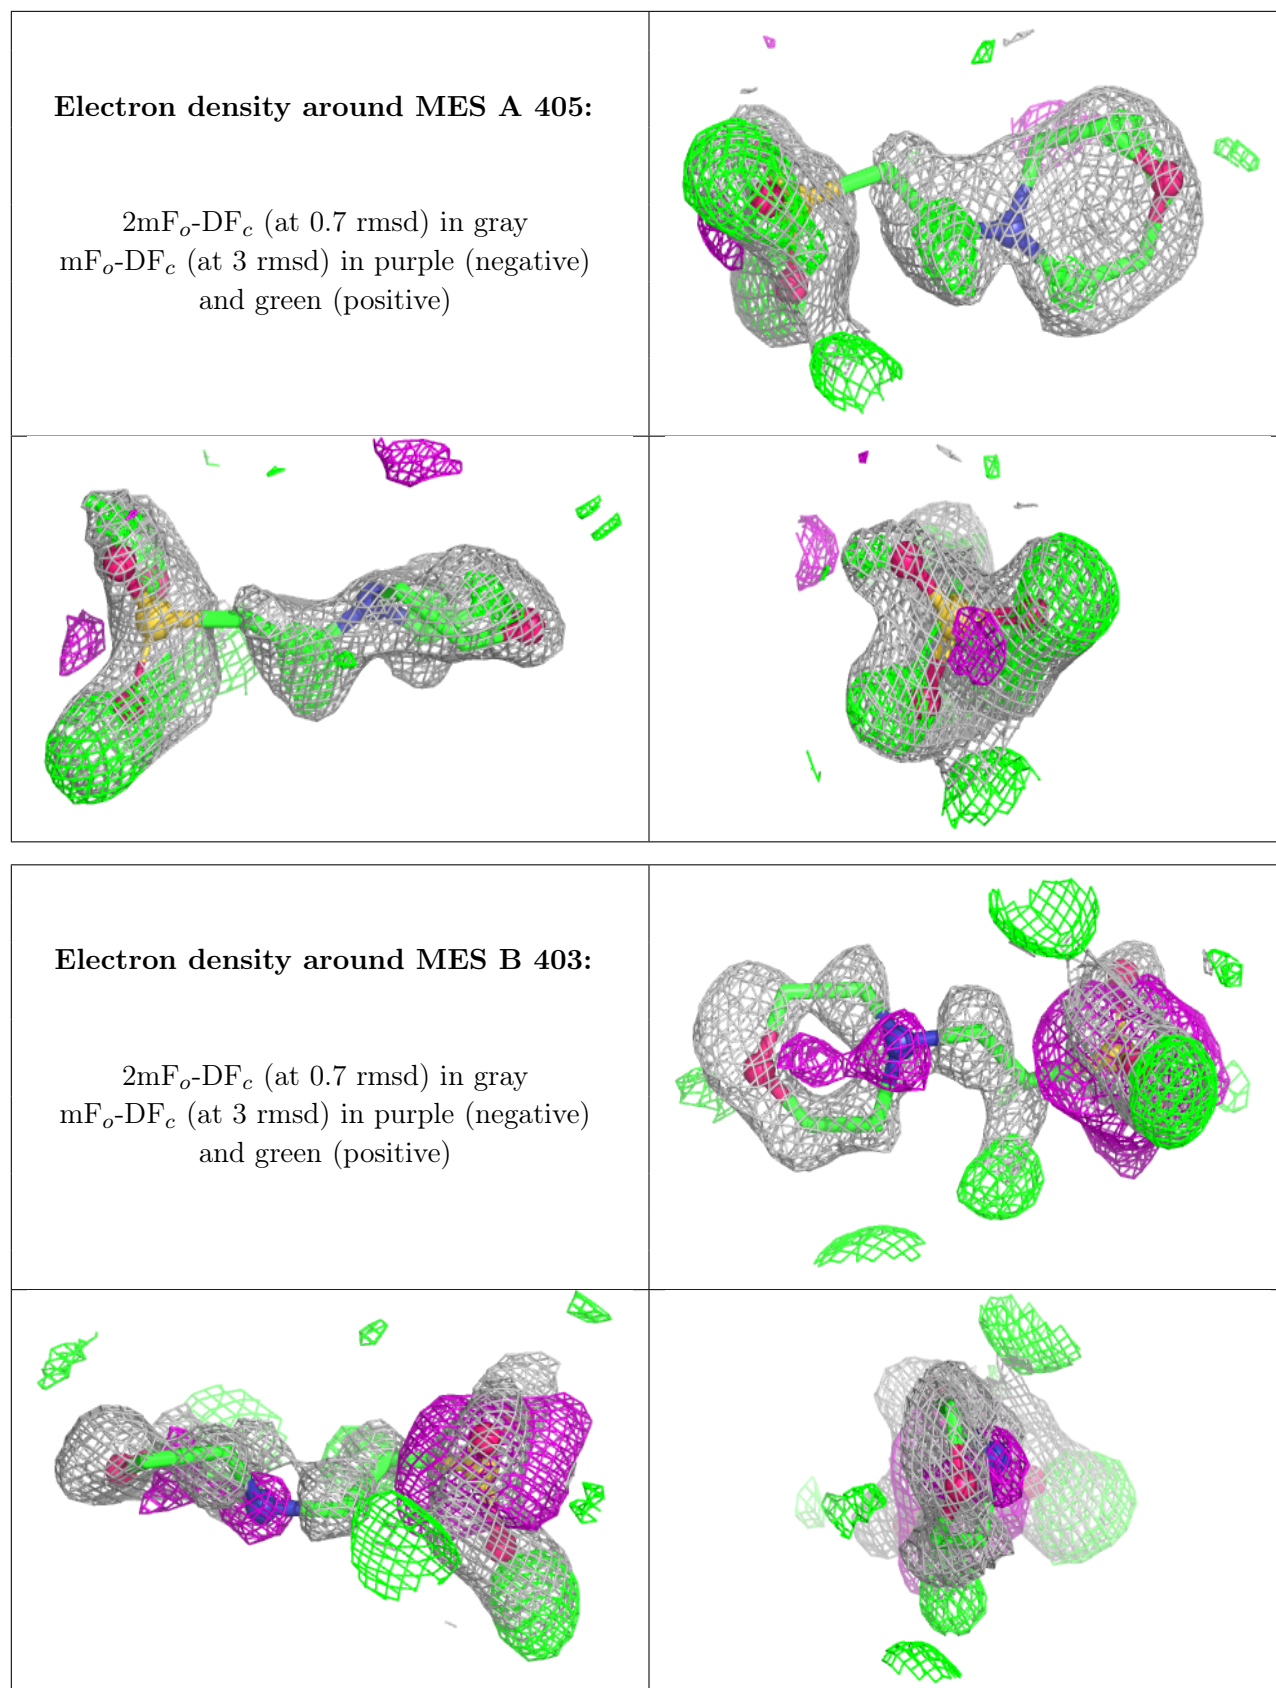 Electron density around MES A 405:
2mFo-DFc (at 0.7 rmsd) in gray
mFo-DFc (at 3 rmsd) in purple (negative)
and green (positive)
Electron density around MES B 403:
2mFo-DFc (at 0.7 rmsd) in gray
mFo-DFc (at 3 rmsd) in purple (negative)
and green (positive)